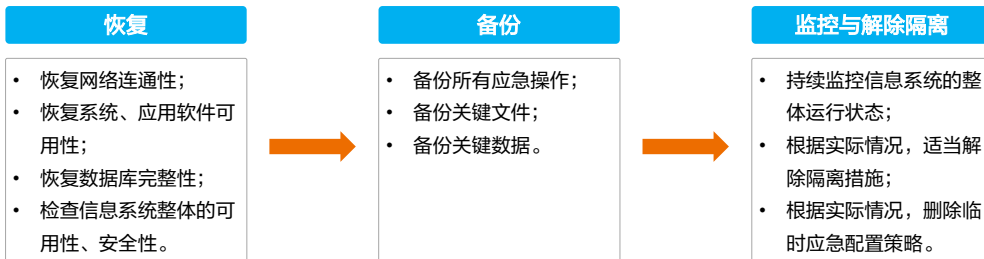 恢复
• 恢复网络连通性；
• 恢复系统、应用软件可
用性；
• 恢复数据库完整性；
• 检查信息系统整体的可
用性、安全性。
备份
• 备份所有应急操作；
• 备份关键文件；
• 备份关键数据。
监控与解除隔离
• 持续监控信息系统的整
体运行状态；
• 根据实际情况，适当解
除隔离措施；
• 根据实际情况，删除临
时应急配置策略。